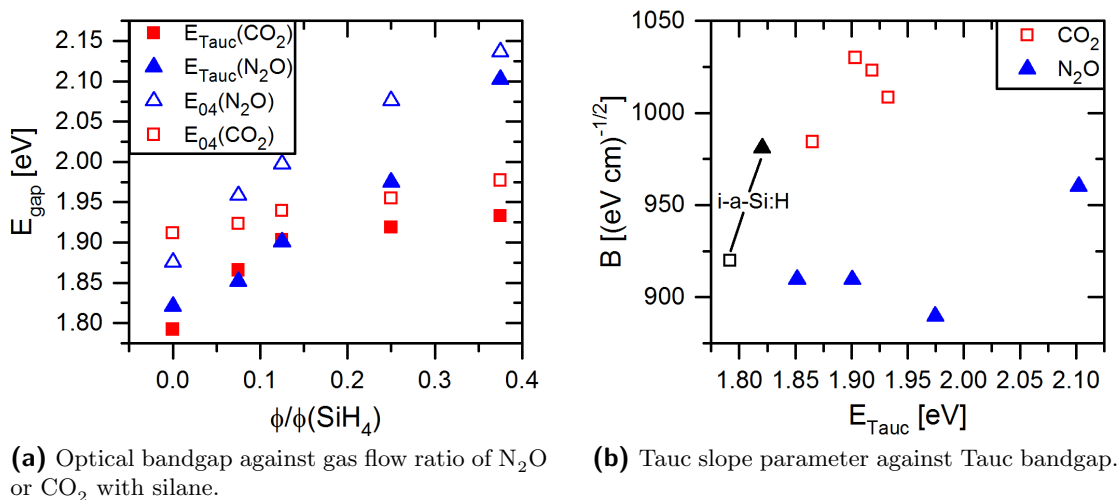 2.15
2.10
2.05
2.00
1.95
1.90
1.85
1.80
E_gap [eV]
E_Tauc(CO₂)
E_Tauc(N₂O)
E₀₄(N₂O)
E₀₄(CO₂)
0.0 0.1 0.2 0.3 0.4
ϕ/ϕ(SiH₄)
1050
1000
950
900
B [(eV cm)^-1/2]
CO₂
N₂O
i-a-Si:H
1.80 1.85 1.90 1.95 2.00 2.05 2.10
E_Tauc [eV]
(a) Optical bandgap against gas flow ratio of N₂O
or CO₂ with silane.
(b) Tauc slope parameter against Tauc bandgap.